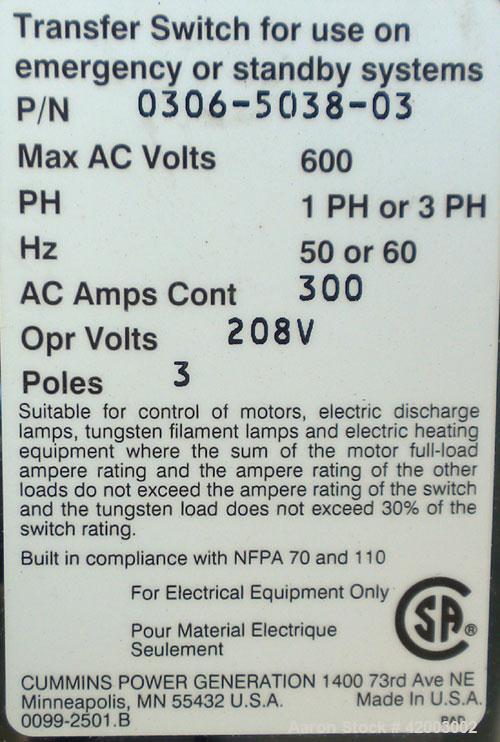 Transfer Switch for use on
emergency or standby systems
P/N 0306-5038-03
Max AC Volts 600
PH 1 PH or 3 PH
Hz 50 or 60
AC Amps Cont 300
Opr Volts 208V
Poles 3
Suitable for control of motors, electric discharge
lamps, tungsten filament lamps and electric heating
equipment where the sum of the motor full-load
ampere rating and the ampere rating of the other
loads do not exceed the ampere rating of the switch
and the tungsten load does not exceed 30% of the
switch rating.
Built in compliance with NFPA 70 and 110
For Electrical Equipment Only
Pour Material Electrique
Seulement
CSA®
CUMMINS POWER GENERATION 1400 73rd Ave NE
Minneapolis, MN 55432 U.S.A. Made In U.S.A.
0099-2501.B
Aaron Stock # 42003002